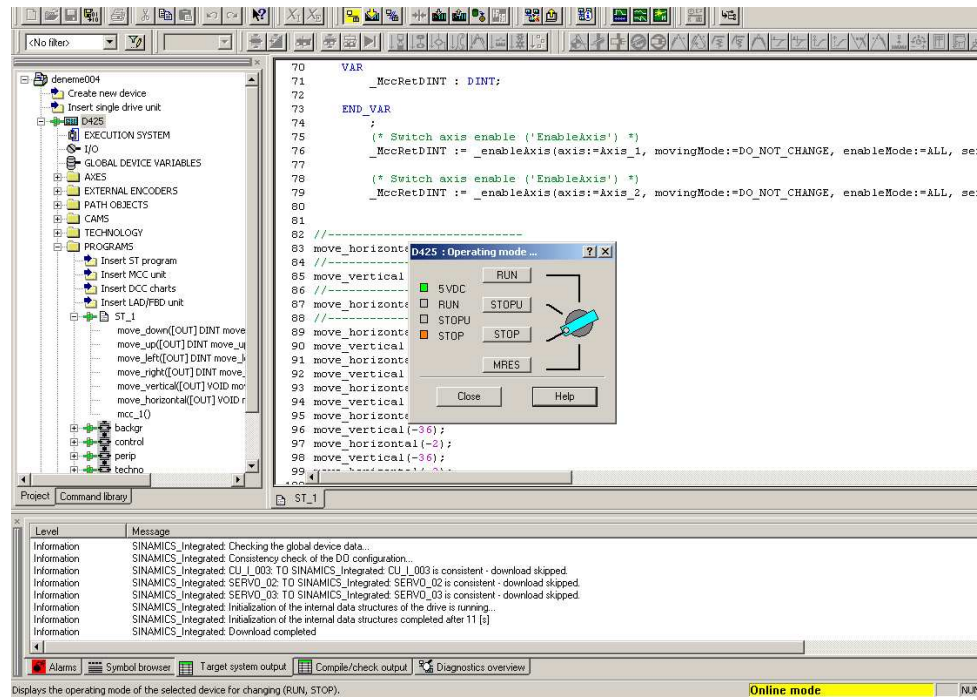 <No filter>
deneme004
Create new device
Insert single drive unit
D425
EXECUTION SYSTEM
I/O
GLOBAL DEVICE VARIABLES
AXES
EXTERNAL ENCODERS
PATH OBJECTS
CAMS
TECHNOLOGY
PROGRAMS
Insert ST program
Insert MCC unit
Insert DCC charts
Insert LAD/FBD unit
ST_1
move_down([OUT] DINT move
move_up([OUT] DINT move_u
move_left([OUT] DINT move_l
move_right([OUT] DINT move_
move_vertical([OUT] VOID mo
move_horizontal([OUT] VOID
mcc_1()
backgr
control
perip
techno
Project Command library
70 VAR
71 _MccRetDINT : DINT;
72
73 END_VAR
74 ;
75 (* Switch axis enable ('EnableAxis') *)
76 _MccRetDINT := _enableAxis(axis:=Axis_1, movingMode:=DO_NOT_CHANGE, enableMode:=ALL, se
77
78 (* Switch axis enable ('EnableAxis') *)
79 _MccRetDINT := _enableAxis(axis:=Axis_2, movingMode:=DO_NOT_CHANGE, enableMode:=ALL, se
80
81
82 //----------------------------
83 move_horizonta
84 //-----------
85 move_vertical
86 //-----------
87 move_horizonta
88 //-----------
89 move_horizonta
90 move_vertical
91 move_horizonta
92 move_vertical
93 move_horizonta
94 move_vertical
95 move_horizonta
96 move_vertical(-36);
97 move_horizontal(-2);
98 move_vertical(-36);
99
ST_1
D425 : Operating mode ...
5 VDC
RUN
STOPU
STOP
RUN
STOPU
STOP
MRES
Close Help
Level Message
Information SINAMICS_Integrated: Checking the global device data...
Information SINAMICS_Integrated: Consistency check of the DO configuration...
Information SINAMICS_Integrated: CU_I_003: TO SINAMICS_Integrated: CU_I_003 is consistent - download skipped.
Information SINAMICS_Integrated: SERVO_02: TO SINAMICS_Integrated: SERVO_02 is consistent - download skipped.
Information SINAMICS_Integrated: SERVO_03: TO SINAMICS_Integrated: SERVO_03 is consistent - download skipped.
Information SINAMICS_Integrated: Initialization of the internal data structures of the drive is running...
Information SINAMICS_Integrated: Initialization of the internal data structures completed after 11 [s]
Information SINAMICS_Integrated: Download completed
Alarms Symbol browser Target system output Compile/check output Diagnostics overview
Displays the operating mode of the selected device for changing (RUN, STOP). Online mode NUM